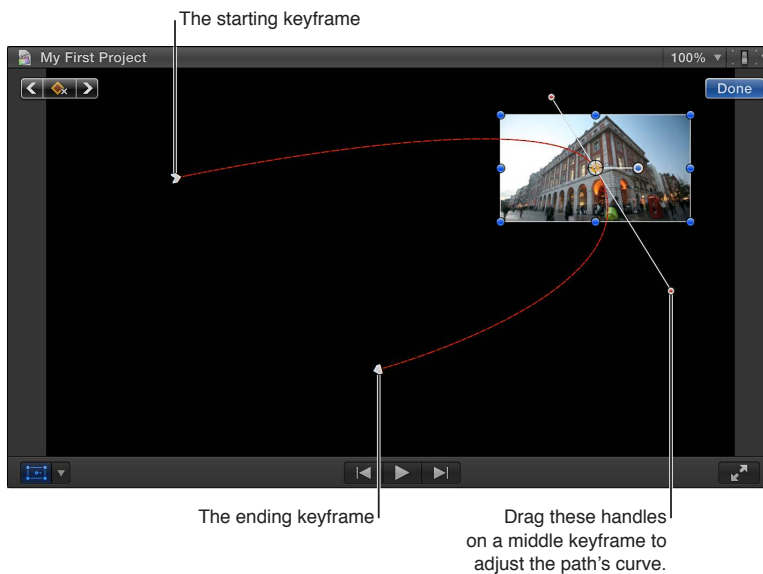 The starting keyframe
My First Project
100%
Done
The ending keyframe
Drag these handles
on a middle keyframe to
adjust the path's curve.